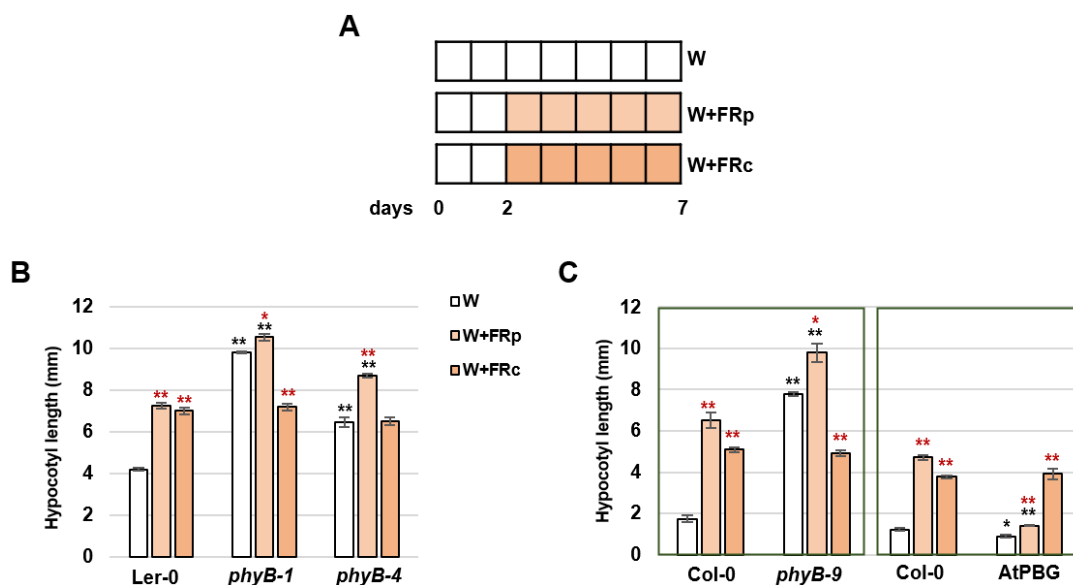 A
W
W+FRp
W+FRc
days 0 2 7
B
Hypocotyl length (mm)
12
10
8
6
4
2
0
** * ** ** ** ** ** ** **
Ler-0 phyB-1 phyB-4
W
W+FRp
W+FRc
C
Hypocotyl length (mm)
12
10
8
6
4
2
0
** ** ** * ** ** ** ** * ** ** **
Col-0 phyB-9 Col-0 AtPBG